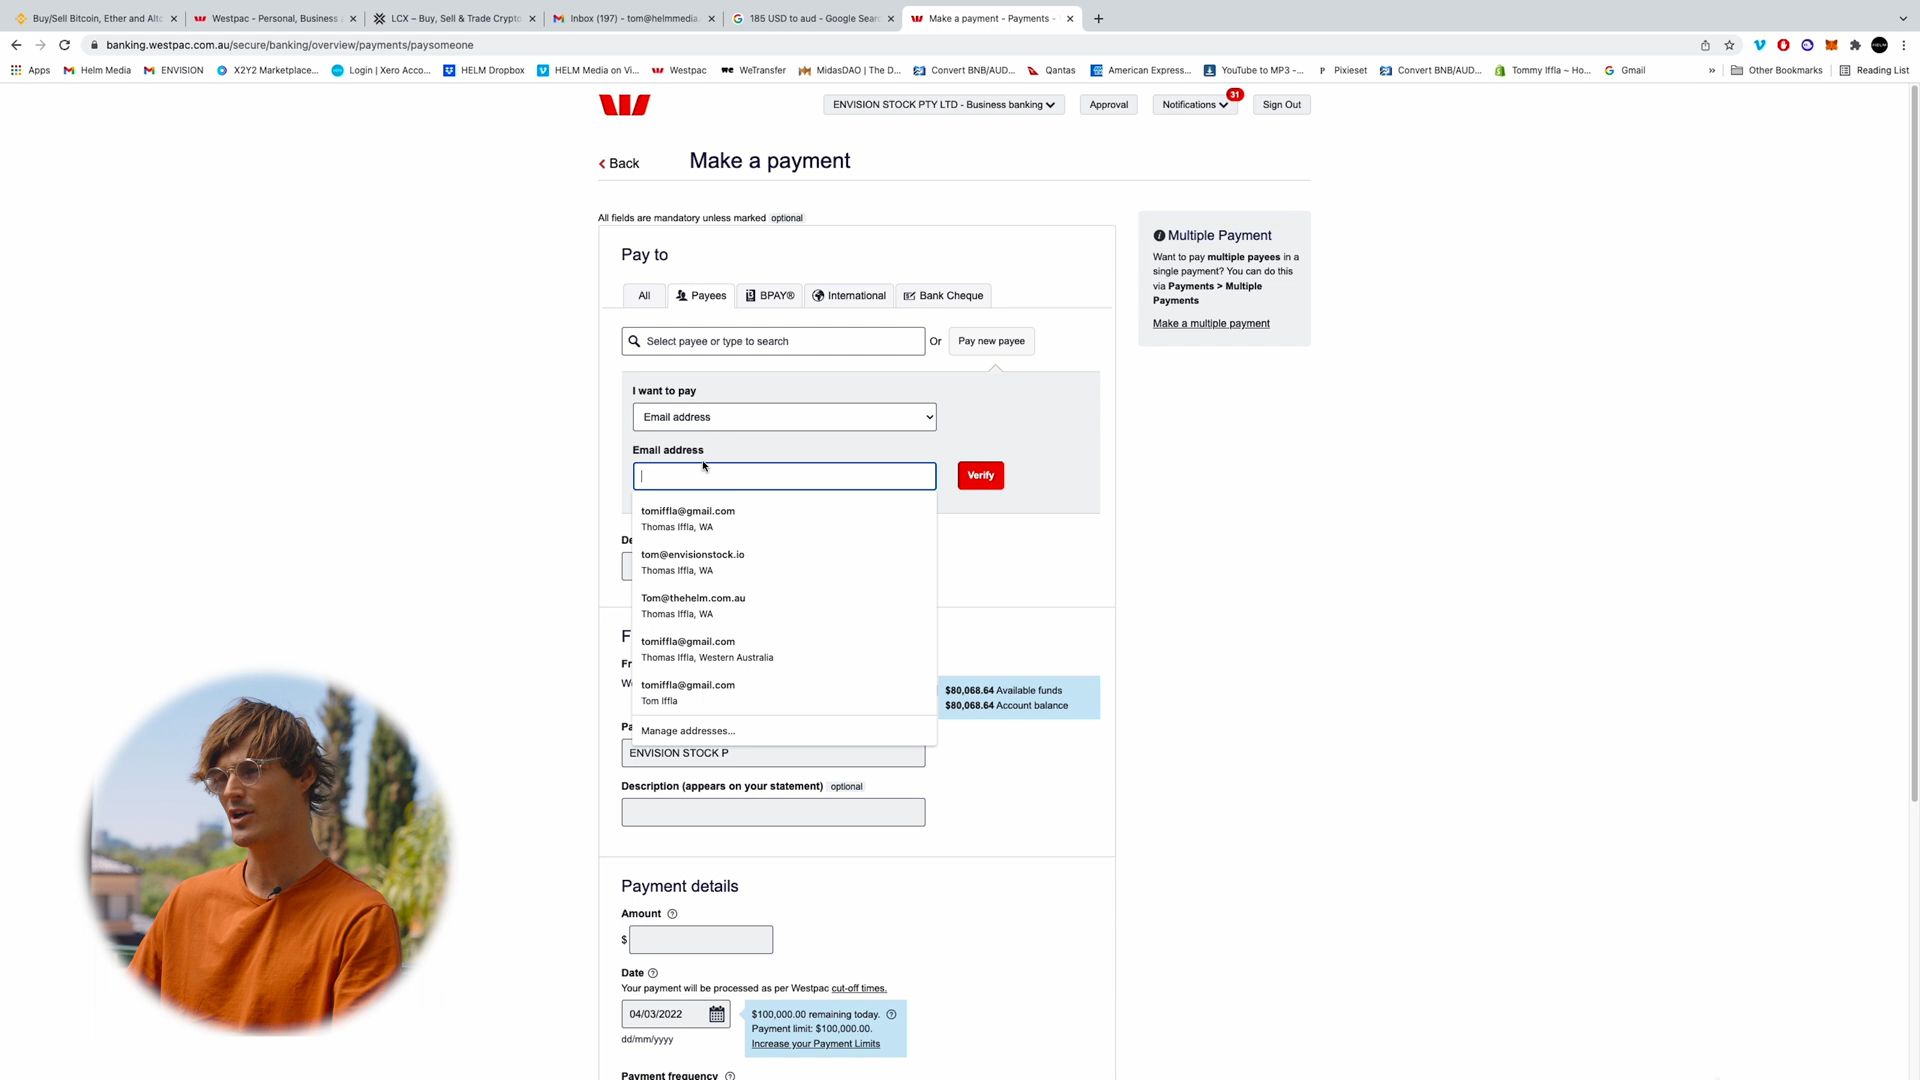 Buy/Sell Bitcoin, Ether and Altc
Westpac - Personal, Business a
LCX – Buy, Sell & Trade Crypto
Inbox (197) - tom@helmmedia.
185 USD to aud - Google Sear
Make a payment - Payments -
banking.westpac.com.au/secure/banking/overview/payments/paysomeone
Apps
Helm Media
ENVISION
X2Y2 Marketplace...
Login | Xero Acco...
HELM Dropbox
HELM Media on Vi...
Westpac
WeTransfer
MidasDAO | The D...
Convert BNB/AUD...
Qantas
American Express...
YouTube to MP3 -...
Pixieset
Convert BNB/AUD...
Tommy Iffla ~ Ho...
Gmail
Other Bookmarks
Reading List
ENVISION STOCK PTY LTD - Business banking
Approval
Notifications
31
Sign Out
Back
Make a payment
All fields are mandatory unless marked optional
Pay to
All
Payees
BPAY®
International
Bank Cheque
Select payee or type to search
Or
Pay new payee
I want to pay
Email address
Email address
Verify
tomiffla@gmail.com
Thomas Iffla, WA
tom@envisionstock.io
Thomas Iffla, WA
Tom@thehelm.com.au
Thomas Iffla, WA
tomiffla@gmail.com
Thomas Iffla, Western Australia
tomiffla@gmail.com
Tom Iffla
Manage addresses...
De
F
Fr
We
$80,068.64 Available funds
$80,068.64 Account balance
Pa
ENVISION STOCK P
Description (appears on your statement) optional
Payment details
Amount
$
Date
Your payment will be processed as per Westpac cut-off times.
04/03/2022
dd/mm/yyyy
$100,000.00 remaining today.
Payment limit: $100,000.00.
Increase your Payment Limits
Payment frequency
Multiple Payment
Want to pay multiple payees in a
single payment? You can do this
via Payments > Multiple
Payments
Make a multiple payment